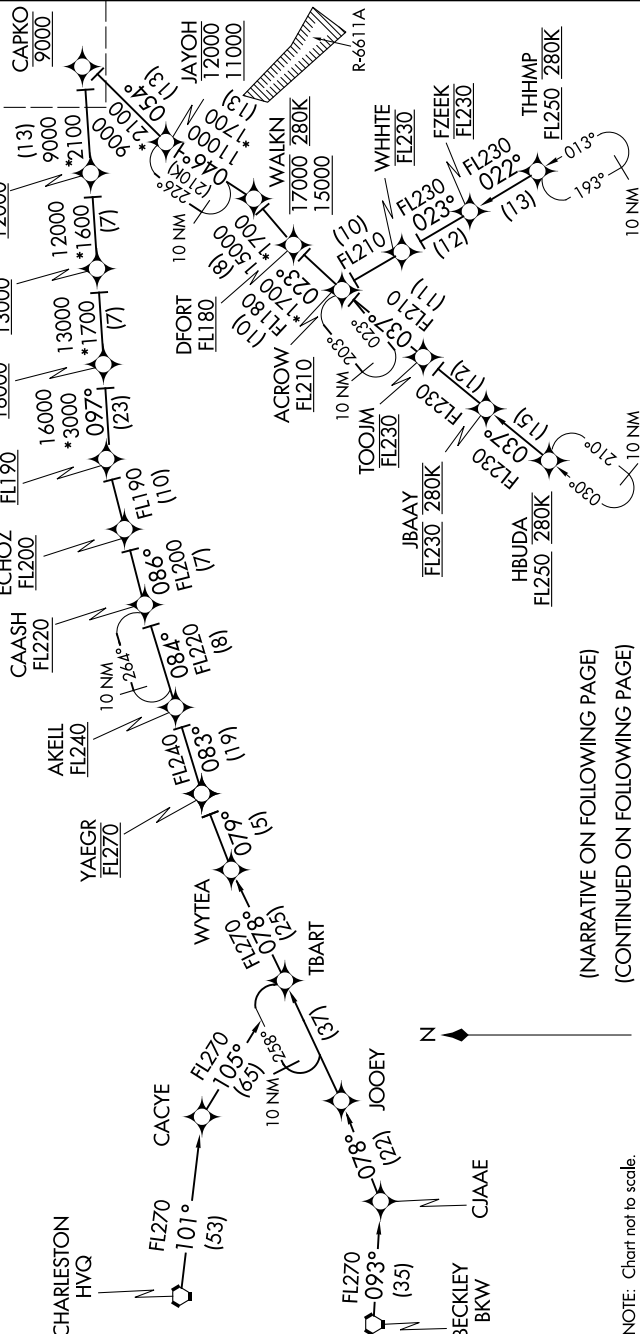 CAPKO
9000
(13)
9000
*2100
12000
*1600
(7)
13000
13000
*1700
(7)
16000
*3000
097°
(23)
FL190
FL190
(10)
ECHOZ
FL200
086°
FL200
(7)
CAASH
FL220
084°
FL220
(8)
10 NM
264°
AKELL
FL240
FL240
083°
(19)
YAEGR
FL270
079°
(5)
WYTEA
FL270
078°
(25)
TBART
(37)
10 NM
258°
FL270
105°
(65)
CACYE
FL270
101°
(53)
CHARLESTON
HVQ
JOOEY
078°
(22)
CJAAE
FL270
093°
(35)
BECKLEY
BKW
9000
*2100
054°
(13)
JAYOH
12000
11000
R-6611A
10 NM
226°
(210K)
046°
11000
*1700
(13)
WALKN
17000 280K
15000
15000
*1700
(8)
DFORT
FL180
FL180
*1700
023°
(10)
ACROW
FL210
10 NM
203°
023°
FL210
(10)
WHHTE
FL230
FL230
023°
(12)
FZEEK
FL230
FL230
022°
(13)
THHMP
FL250 280K
013°
193°
10 NM
037°
FL210
(11)
TOOJM
FL230
FL230
(12)
JBAAY
FL230 280K
FL230
037°
(15)
HBUDA
FL250 280K
030°
210°
10 NM
N
(NARRATIVE ON FOLLOWING PAGE)
(CONTINUED ON FOLLOWING PAGE)
NOTE: Chart not to scale.